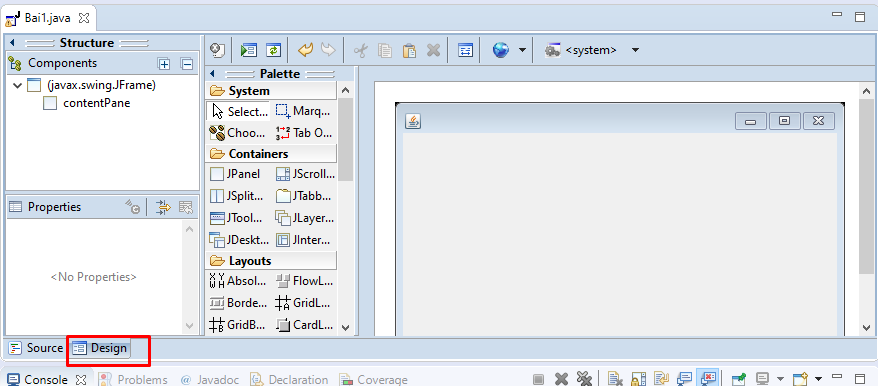 Bai1.java
Structure
Components
(javax.swing.JFrame)
contentPane
Properties
<No Properties>
<system>
Palette
System
Select...
Marq...
Choo...
Tab O...
Containers
JPanel
JScroll...
JSplit...
JTabb...
JTool...
JLayer...
JDeskt...
JInter...
Layouts
Absol...
FlowL...
Borde...
GridL...
GridB...
CardL...
Source
Design
Console
Problems
@ Javadoc
Declaration
Coverage